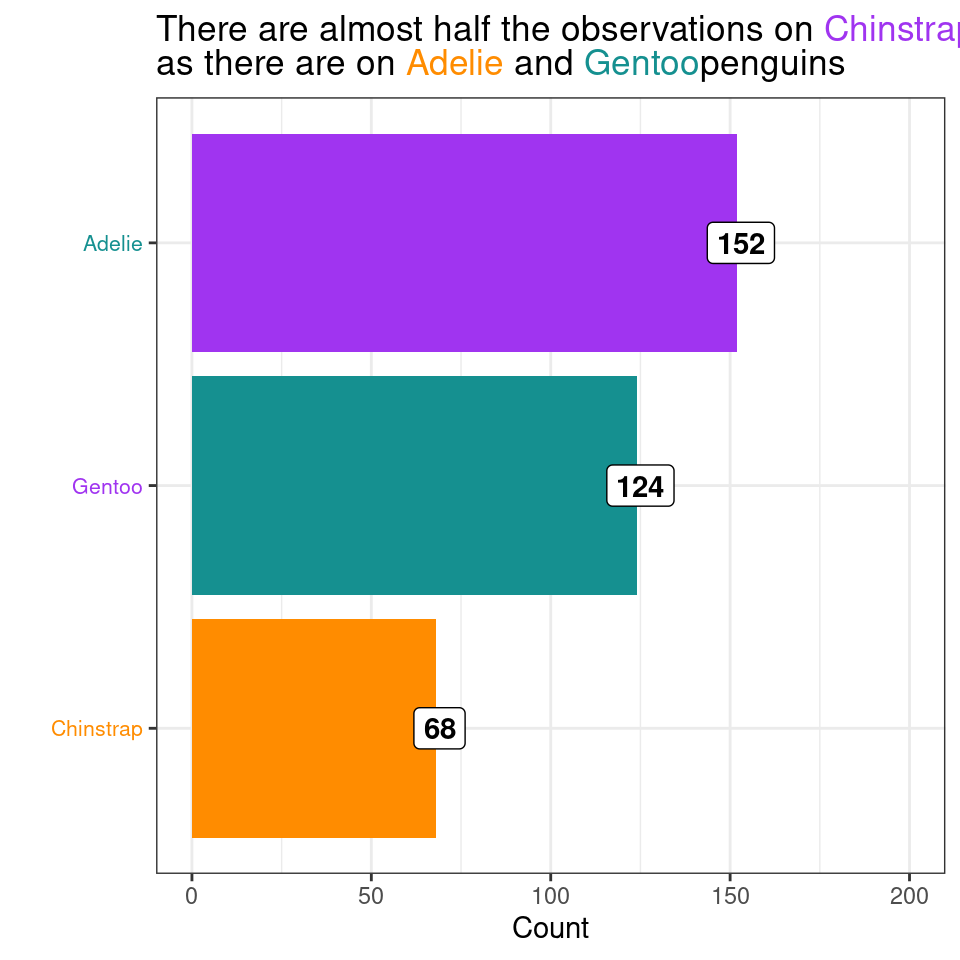 There are almost half the observations on Chinstrap
as there are on Adelie and Gentoopenguins
Adelie
152
Gentoo
124
Chinstrap
68
0 50 100 150 200
Count